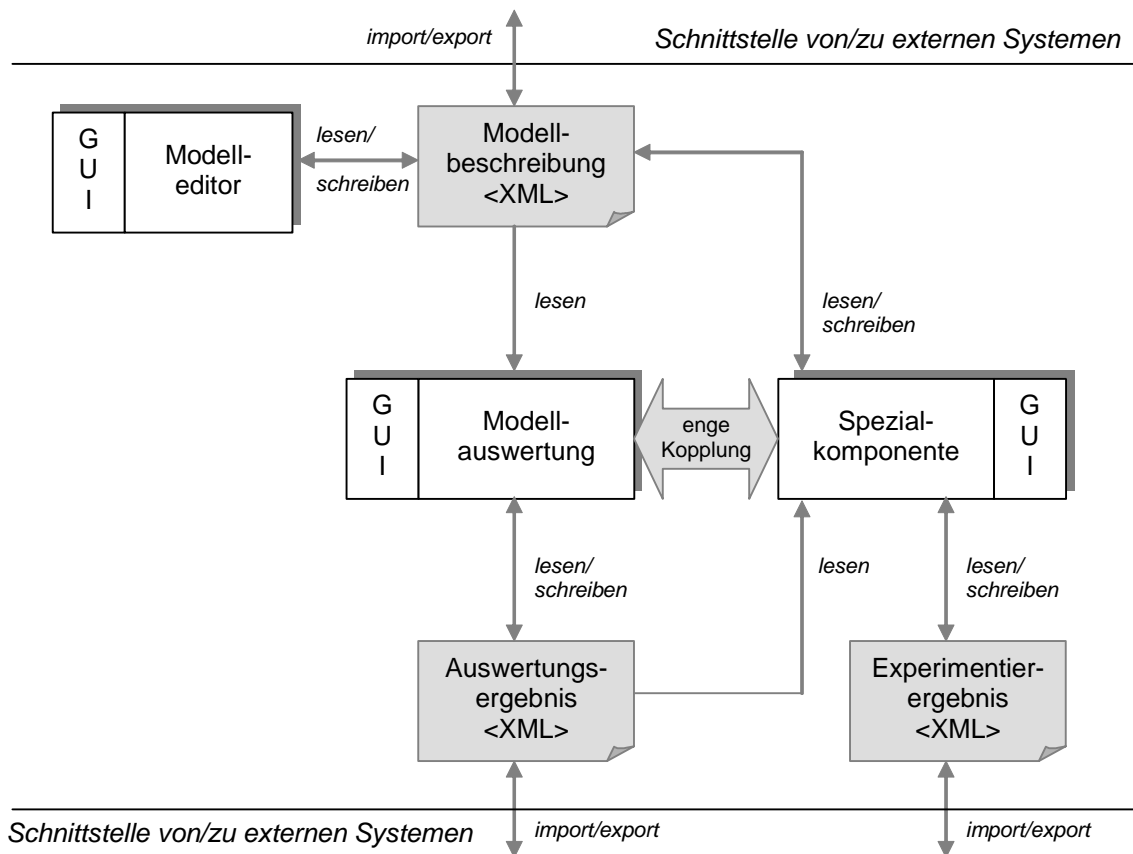 import/export
Schnittstelle von/zu externen Systemen
G
U
I
Modell-
editor
lesen/
schreiben
Modell-
beschreibung
<XML>
lesen
lesen/
schreiben
G
U
I
Modell-
auswertung
enge
Kopplung
Spezial-
komponente
G
U
I
lesen/
schreiben
lesen
lesen/
schreiben
Auswertungs-
ergebnis
<XML>
Experimentier-
ergebnis
<XML>
Schnittstelle von/zu externen Systemen
import/export
import/export